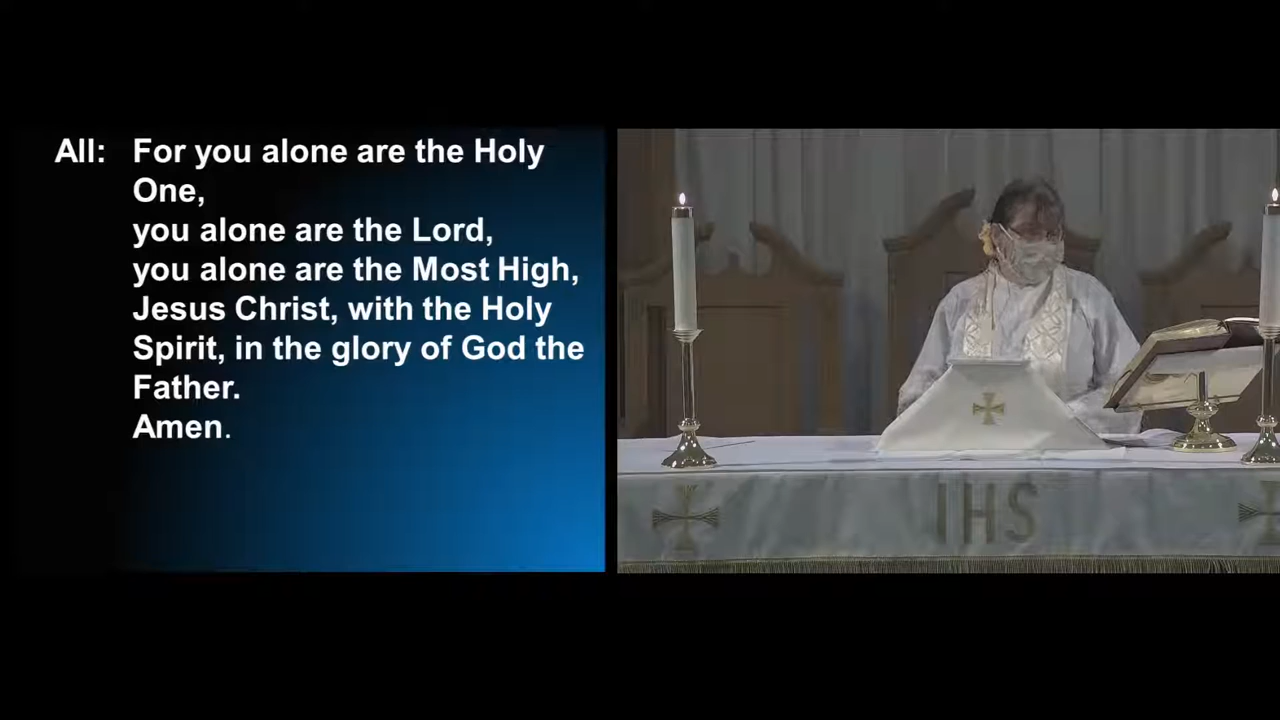 All: For you alone are the Holy
One,
you alone are the Lord,
you alone are the Most High,
Jesus Christ, with the Holy
Spirit, in the glory of God the
Father.
Amen.
IHS